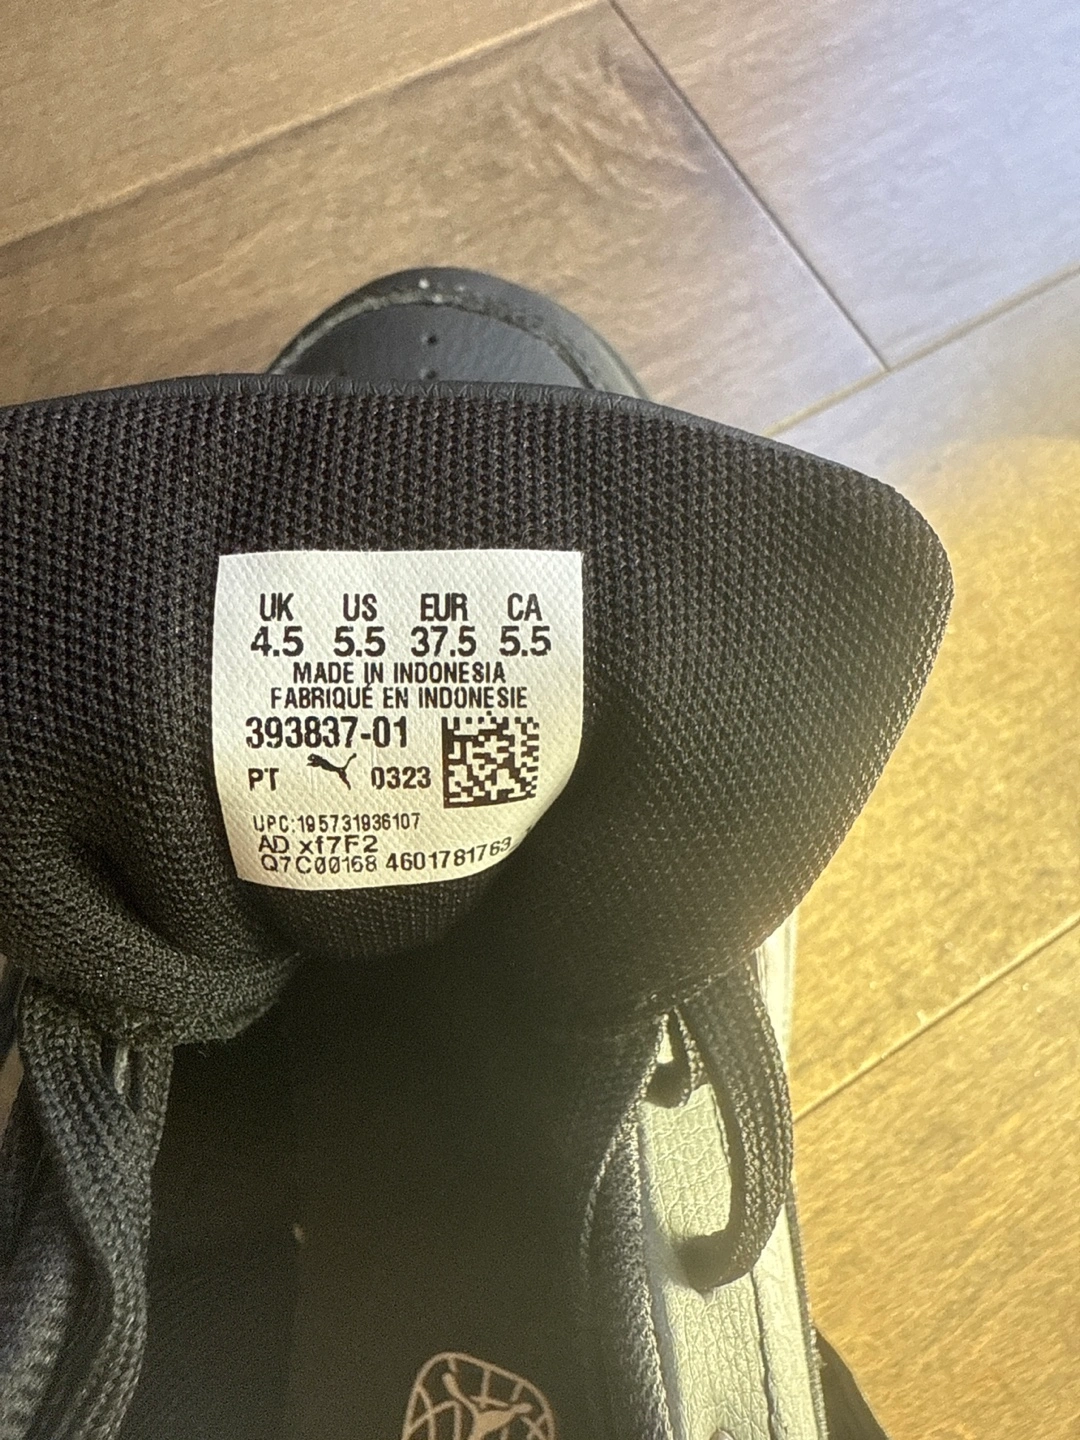 UK US EUR CA
4.5 5.5 37.5 5.5
MADE IN INDONESIA
FABRIQUÉ EN INDONESIE
393837-01
PT 0323
UPC:195731936107
AD xf7F2
Q7C00168 4601781763